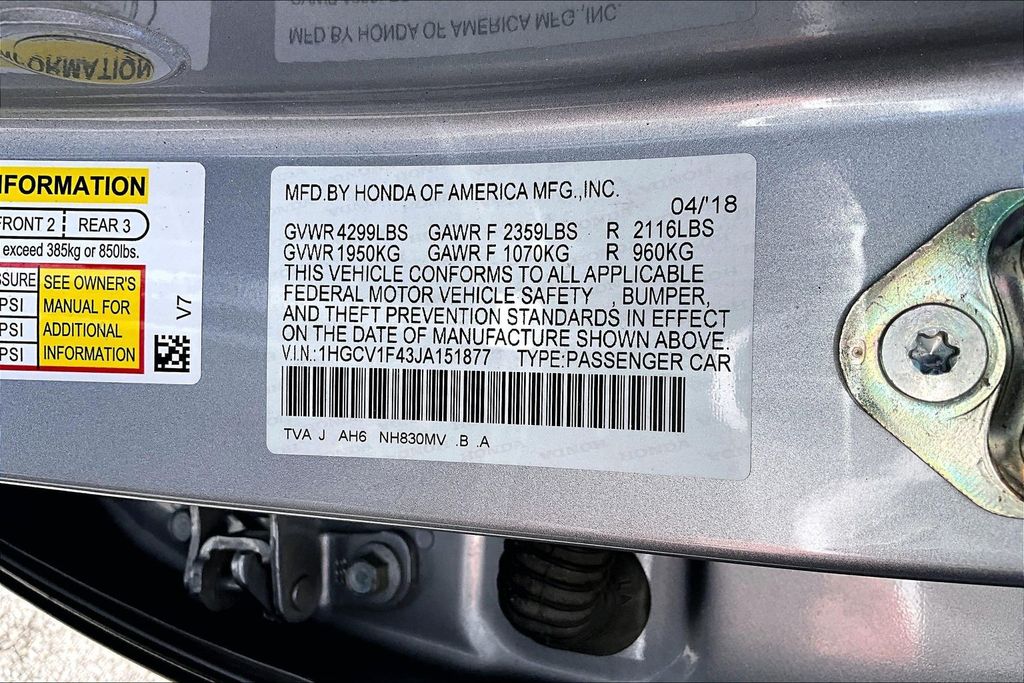 MFD BY HONDA OF AMERICA MFG.,INC.
ORMATION
NFORMATION
FRONT 2 REAR 3
exceed 385kg or 850lbs.
SSURE
PSI
PSI
PSI
SEE OWNER'S
MANUAL FOR
ADDITIONAL
INFORMATION
V7
MFD.BY HONDA OF AMERICA MFG.,INC.
04/'18
GVWR 4299LBS GAWR F 2359LBS R 2116LBS
GVWR 1950KG GAWR F 1070KG R 960KG
THIS VEHICLE CONFORMS TO ALL APPLICABLE
FEDERAL MOTOR VEHICLE SAFETY , BUMPER,
AND THEFT PREVENTION STANDARDS IN EFFECT
ON THE DATE OF MANUFACTURE SHOWN ABOVE.
V.I.N.:1HGCV1F43JA151877 TYPE:PASSENGER CAR
TVA J AH6 NH830MV .B .A